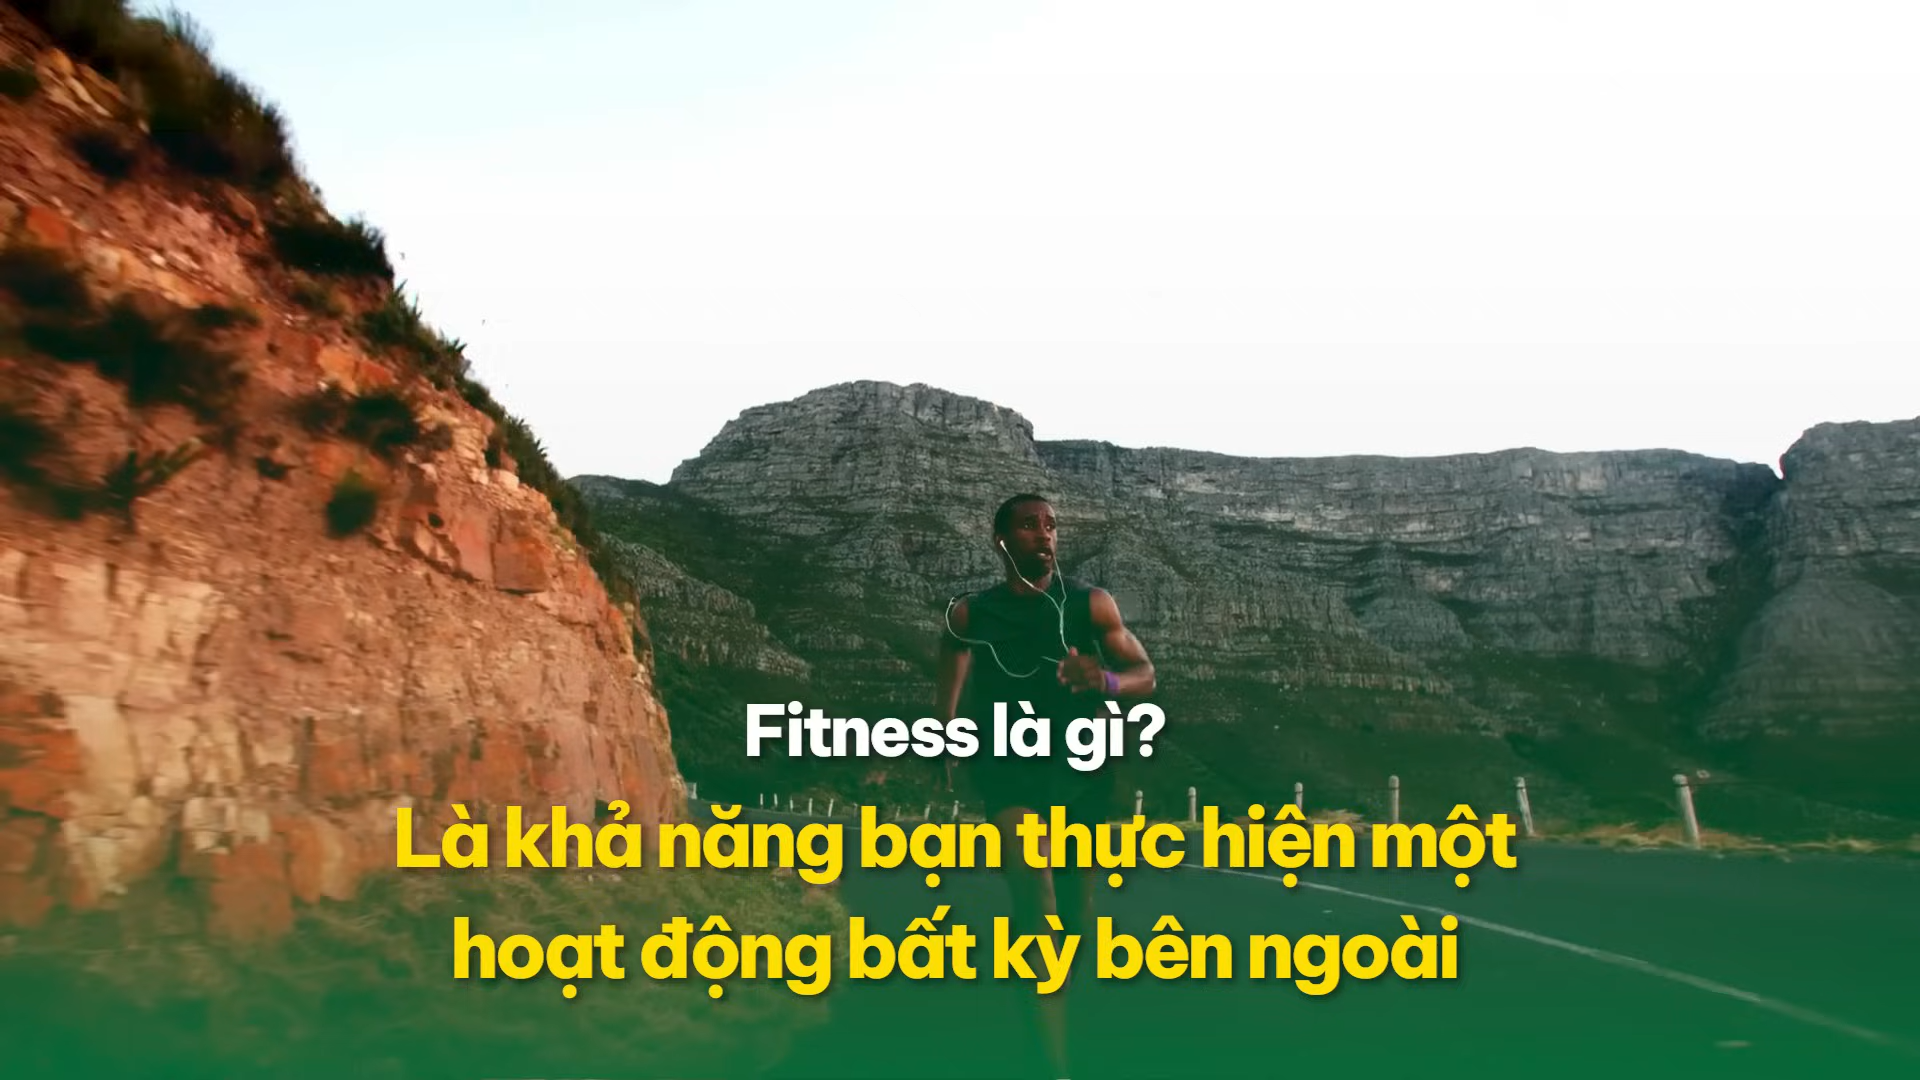 Fitness là gì?
Là khả năng bạn thực hiện một
hoạt động bất kỳ bên ngoài